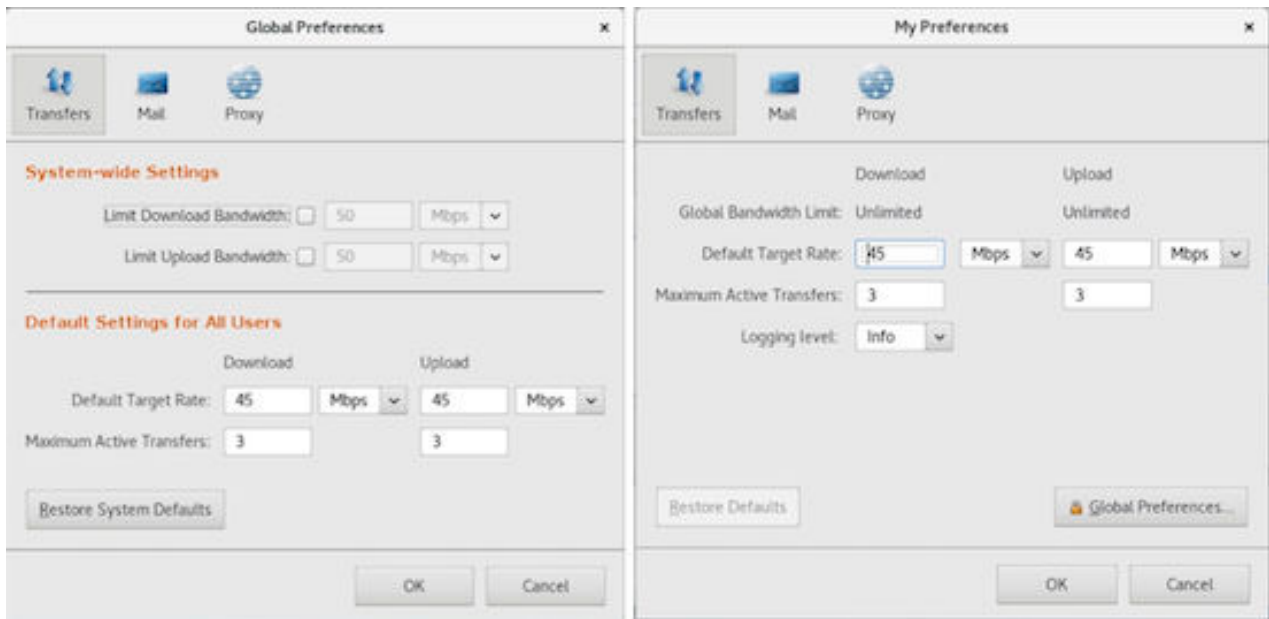 Global Preferences ×
Transfers Mail Proxy
System-wide Settings
Limit Download Bandwidth: 50 Mbps
Limit Upload Bandwidth: 50 Mbps
Default Settings for All Users
Download Upload
Default Target Rate: 45 Mbps 45 Mbps
Maximum Active Transfers: 3 3
Restore System Defaults
OK Cancel
My Preferences ×
Transfers Mail Proxy
Download Upload
Global Bandwidth Limit: Unlimited Unlimited
Default Target Rate: 45 Mbps 45 Mbps
Maximum Active Transfers: 3 3
Logging level: Info
Restore Defaults Global Preferences...
OK Cancel